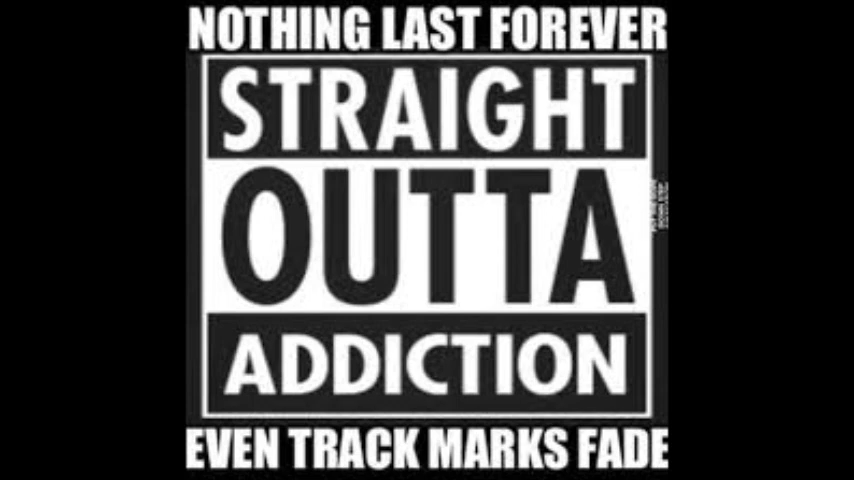 NOTHING LAST FOREVER
STRAIGHT
OUTTA
ADDICTION
EVEN TRACK MARKS FADE